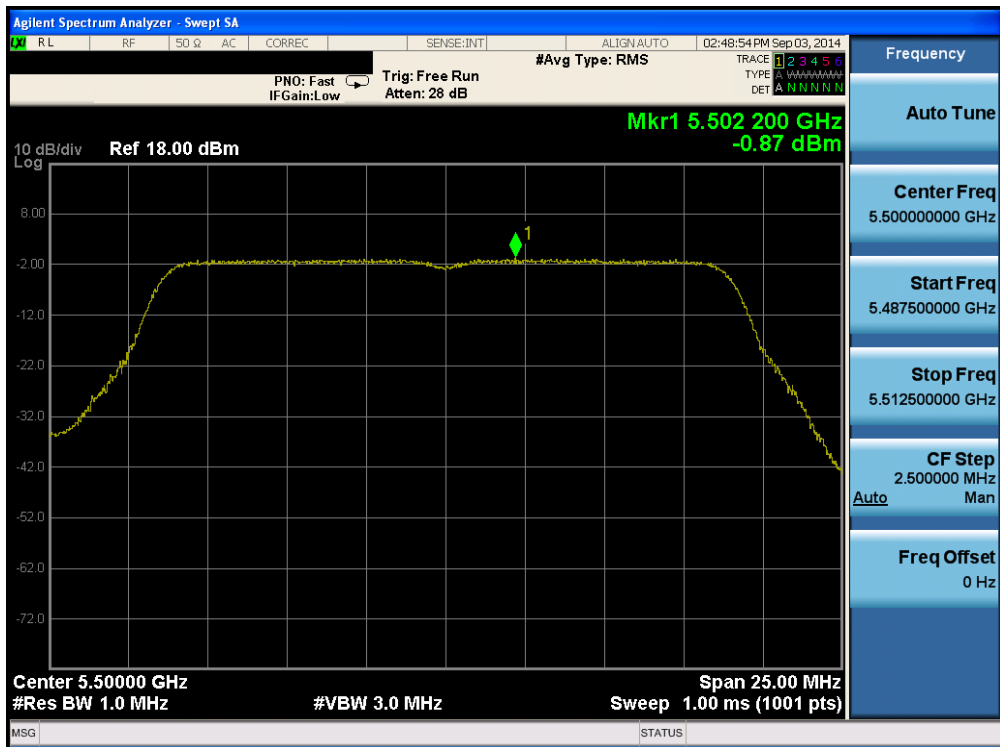 Agilent Spectrum Analyzer - Swept SA
LXI RL RF 50 Ω AC CORREC SENSE:INT ALIGN AUTO 02:48:54 PM Sep 03, 2014
#Avg Type: RMS
TRACE 1 2 3 4 5 6
PNO: Fast Trig: Free Run
TYPE A
IFGain:Low Atten: 28 dB
DET A N N N N N
Mkr1 5.502 200 GHz
-0.87 dBm
10 dB/div Ref 18.00 dBm
Log
1
8.00
-2.00
-12.0
-22.0
-32.0
-42.0
-52.0
-62.0
-72.0
Center 5.50000 GHz Span 25.00 MHz
#Res BW 1.0 MHz #VBW 3.0 MHz Sweep 1.00 ms (1001 pts)
MSG STATUS
Frequency
Auto Tune
Center Freq
5.500000000 GHz
Start Freq
5.487500000 GHz
Stop Freq
5.512500000 GHz
CF Step
2.500000 MHz
Auto Man
Freq Offset
0 Hz